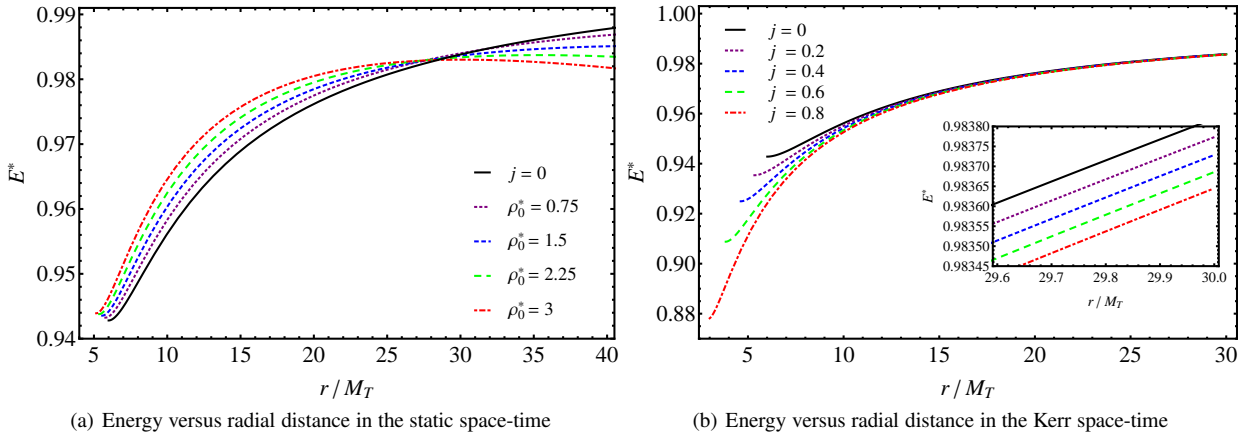 0.99
0.98
0.97
0.96
0.95
0.94
E*
5 10 15 20 25 30 35 40
r / M_T
j = 0
ρ₀* = 0.75
ρ₀* = 1.5
ρ₀* = 2.25
ρ₀* = 3
(a) Energy versus radial distance in the static space-time
1.00
0.98
0.96
0.94
0.92
0.90
0.88
E*
5 10 15 20 25 30
r / M_T
j = 0
j = 0.2
j = 0.4
j = 0.6
j = 0.8
0.98380
0.98375
0.98370
0.98365
0.98360
0.98355
0.98350
0.98345
E*
29.6 29.7 29.8 29.9 30.0
r / M_T
(b) Energy versus radial distance in the Kerr space-time